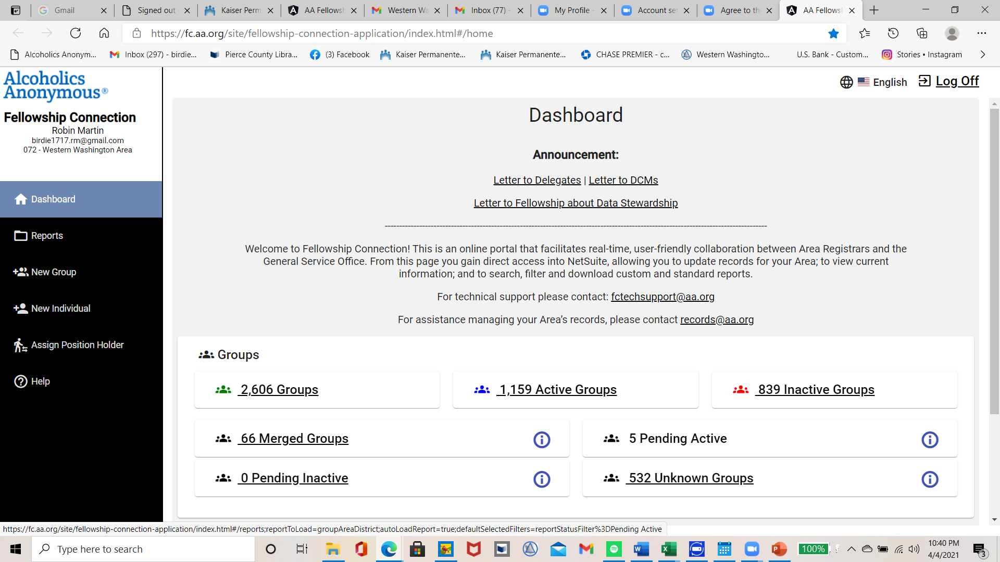 Gmail
Signed out
Kaiser Perm
AA Fellows
Western Wa
Inbox (77) -
My Profile -
Account se
Agree to th
AA Fellows
https://fc.aa.org/site/fellowship-connection-application/index.html#/home
Alcoholics Anonym...
Inbox (297) - birdie...
Pierce County Libra...
(3) Facebook
Kaiser Permanente...
Kaiser Permanente...
CHASE PREMIER - c...
Western Washingto...
U.S. Bank - Custom...
Stories • Instagram
Alcoholics
Anonymous®
Fellowship Connection
Robin Martin
birdie1717.rm@gmail.com
072 - Western Washington Area
Dashboard
Reports
New Group
New Individual
Assign Position Holder
Help
English
Log Off
Dashboard
Announcement:
Letter to Delegates | Letter to DCMs
Letter to Fellowship about Data Stewardship
Welcome to Fellowship Connection! This is an online portal that facilitates real-time, user-friendly collaboration between Area Registrars and the
General Service Office. From this page you gain direct access into NetSuite, allowing you to update records for your Area; to view current
information; and to search, filter and download custom and standard reports.
For technical support please contact: fctechsupport@aa.org
For assistance managing your Area's records, please contact records@aa.org
Groups
2,606 Groups
1,159 Active Groups
839 Inactive Groups
66 Merged Groups
5 Pending Active
0 Pending Inactive
532 Unknown Groups
https://fc.aa.org/site/fellowship-connection-application/index.html#/reports;reportToLoad=groupAreaDistrict;autoLoadReport=true;defaultSelectedFilters=reportStatusFilter%3DPending Active
Type here to search
100%
10:40 PM
4/4/2021
3